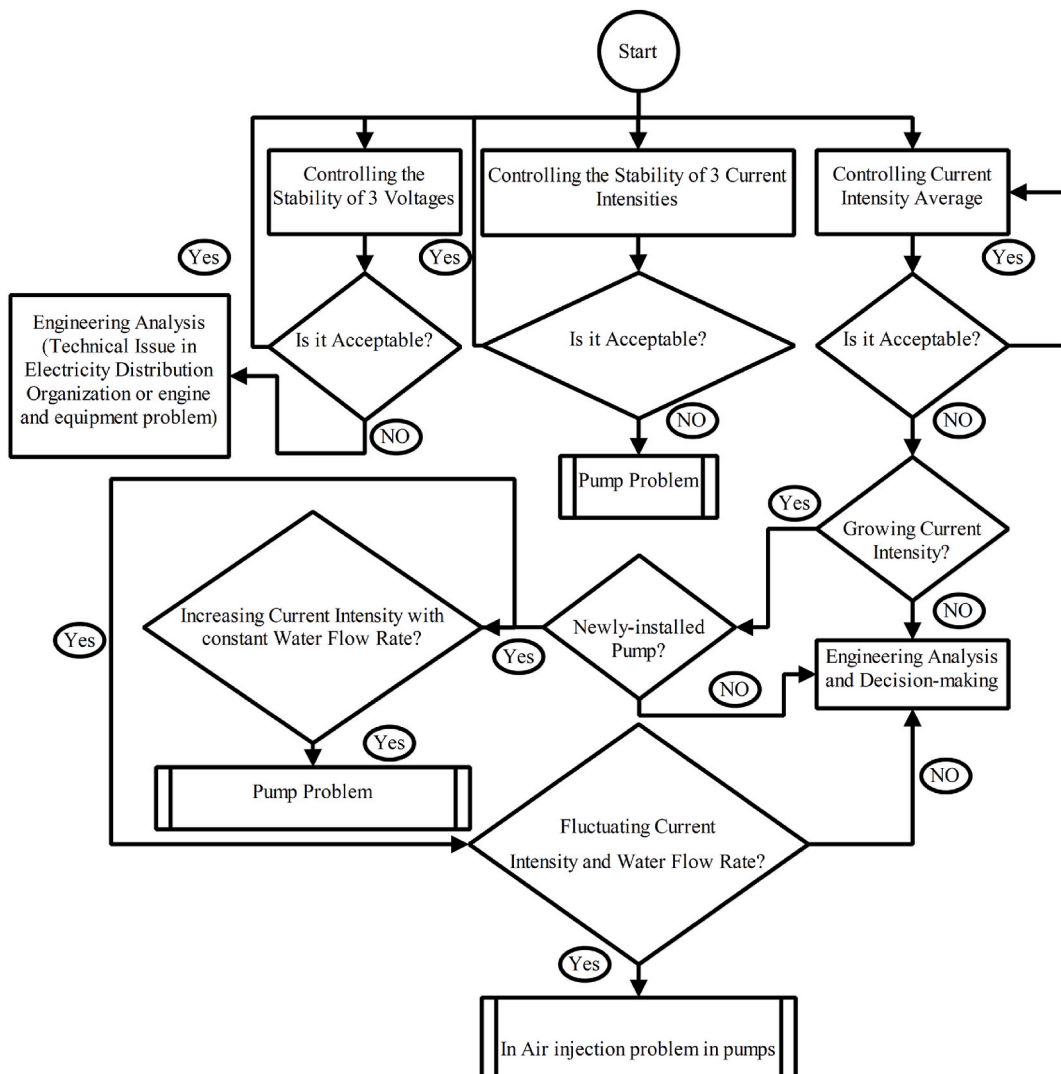 Start
Controlling the
Stability of 3 Voltages
Controlling the Stability of 3 Current
Intensities
Controlling Current
Intensity Average
Yes
Yes
Yes
Engineering Analysis
(Technical Issue in
Electricity Distribution
Organization or engine
and equipment problem)
Is it Acceptable?
Is it Acceptable?
Is it Acceptable?
NO
NO
NO
Pump Problem
Yes
Growing Current
Intensity?
Increasing Current Intensity with
constant Water Flow Rate?
Newly-installed
Pump?
Yes
Yes
NO
NO
Engineering Analysis
and Decision-making
Yes
Pump Problem
NO
Fluctuating Current
Intensity and Water Flow Rate?
Yes
In Air injection problem in pumps